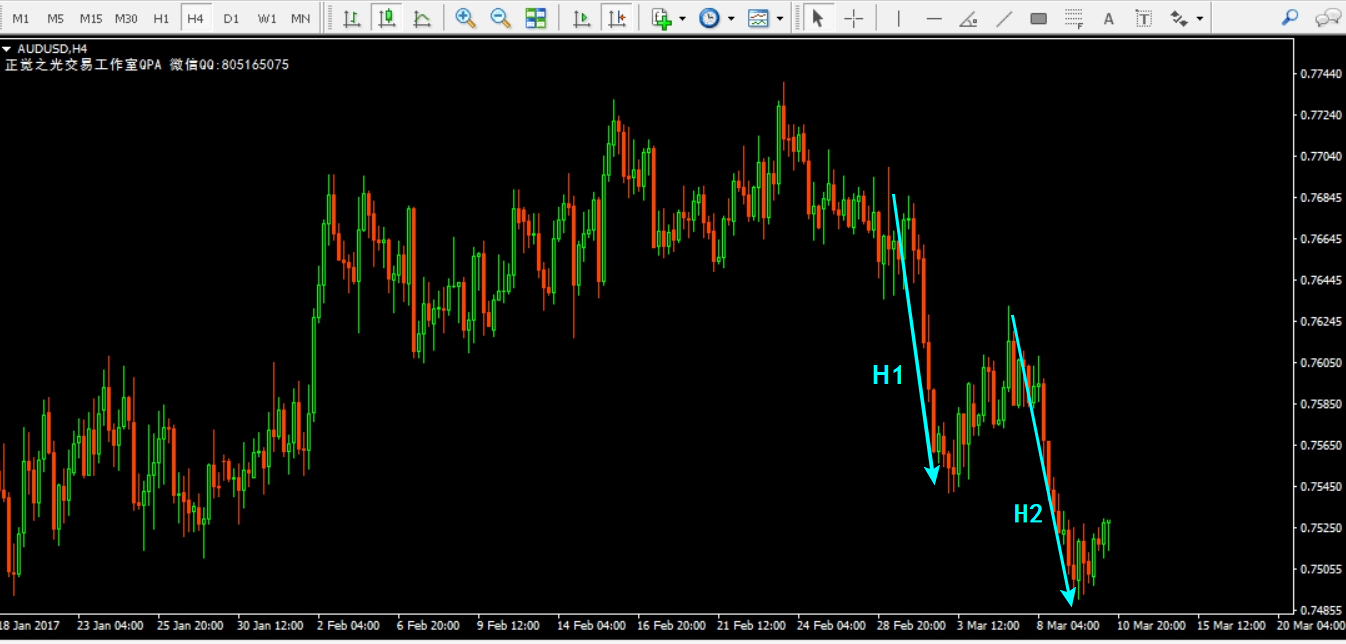 M1 M5 M15 M30 H1 H4 D1 W1 MN
AUDUSD,H4
正觉之光交易工作室QPA 微信QQ:805165075
0.77440
0.77240
0.77040
0.76845
0.76645
0.76445
0.76245
0.76050
0.75850
0.75650
0.75450
0.75250
0.75055
0.74855
H1
H2
18 Jan 2017 23 Jan 04:00 25 Jan 20:00 30 Jan 12:00 2 Feb 04:00 6 Feb 20:00 9 Feb 12:00 14 Feb 04:00 16 Feb 20:00 21 Feb 12:00 24 Feb 04:00 28 Feb 20:00 3 Mar 12:00 8 Mar 04:00 10 Mar 20:00 15 Mar 12:00 20 Mar 04:00